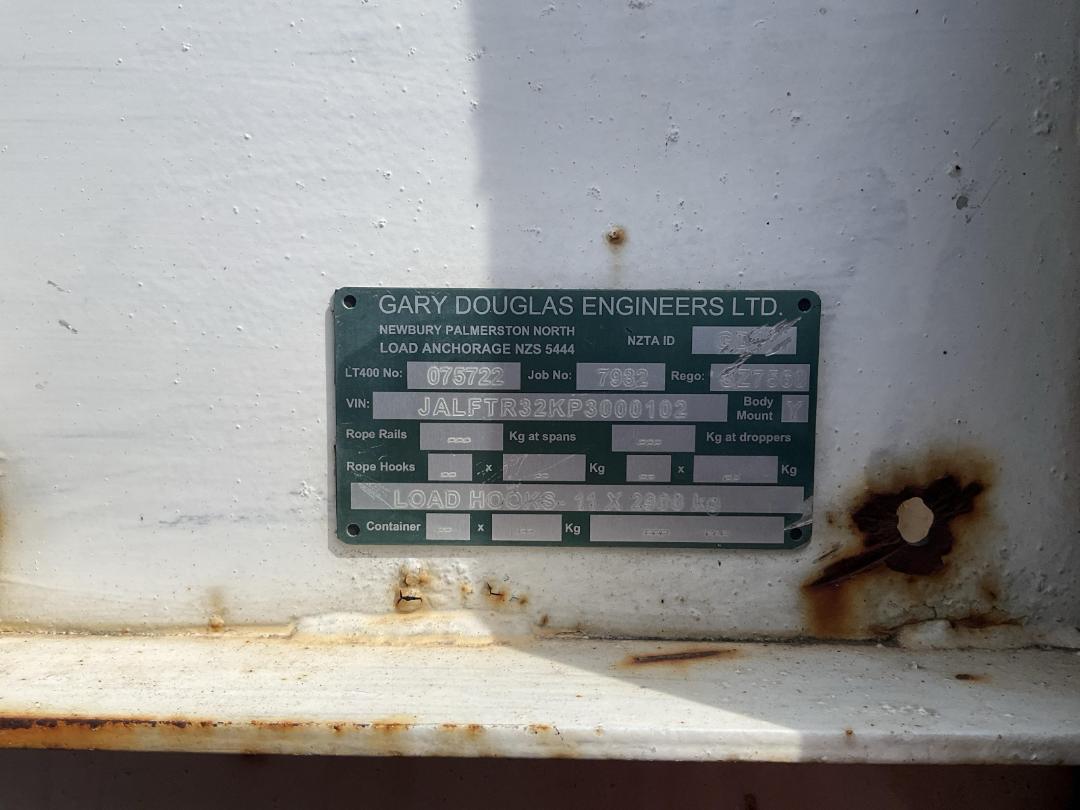 GARY DOUGLAS ENGINEERS LTD.
NEWBURY PALMERSTON NORTH
LOAD ANCHORAGE NZS 5444 NZTA ID
LT400 No: 075722 Job No: 7932 Rego:
VIN: JALFTR32KP3000102 Body Mount Y
Rope Rails --- Kg at spans --- Kg at droppers
Rope Hooks -- x -- Kg -- x -- Kg
LOAD HOOKS- 11 X 2900 kg
Container -- x --- Kg --- ---